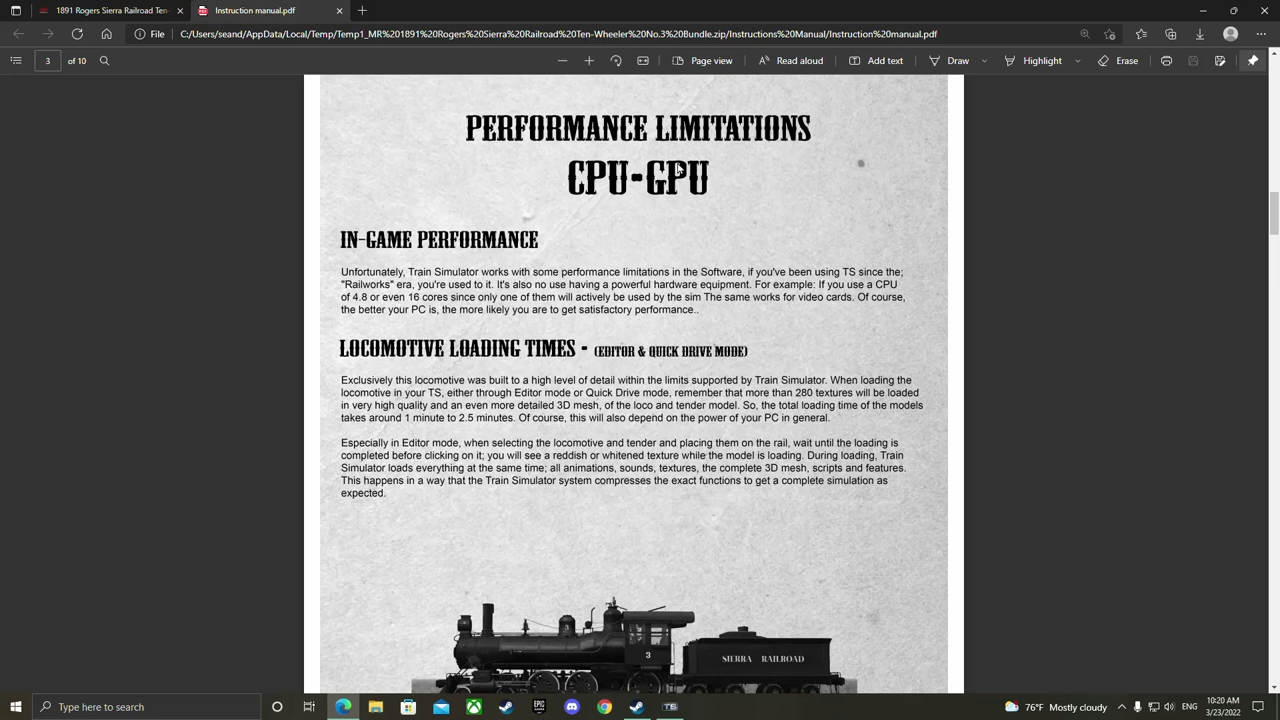 1891 Rogers Sierra Railroad Ten-
Instruction manual.pdf
File
C:/Users/seand/AppData/Local/Temp/Temp1_MR%201891%20Rogers%20Sierra%20Railroad%20Ten-Wheeler%20No.3%20Bundle.zip/Instructions%20manual/Instruction%20manual.pdf
3 of 10
Page view
Read aloud
Add text
Draw
Highlight
Erase
PERFORMANCE LIMITATIONS
CPU-GPU
IN-GAME PERFORMANCE
Unfortunately, Train Simulator works with some performance limitations in the Software, if you've been using TS since the;
"Railworks" era, you're used to it. It's also no use having a powerful hardware equipment. For example: If you use a CPU
of 4.8 or even 16 cores since only one of them will actively be used by the sim The same works for video cards. Of course,
the better your PC is, the more likely you are to get satisfactory performance..
LOCOMOTIVE LOADING TIMES - (EDITOR & QUICK DRIVE MODE)
Exclusively this locomotive was built to a high level of detail within the limits supported by Train Simulator. When loading the
locomotive in your TS, either through Editor mode or Quick Drive mode, remember that more than 280 textures will be loaded
in very high quality and an even more detailed 3D mesh, of the loco and tender model. So, the total loading time of the models
takes around 1 minute to 2.5 minutes. Of course, this will also depend on the power of your PC in general.
Especially in Editor mode, when selecting the locomotive and tender and placing them on the rail, wait until the loading is
completed before clicking on it; you will see a reddish or whitened texture while the model is loading. During loading, Train
Simulator loads everything at the same time; all animations, sounds, textures, the complete 3D mesh, scripts and features.
This happens in a way that the Train Simulator system compresses the exact functions to get a complete simulation as
expected.
3
SIERRA RAILROAD
Type here to search
EPIC
TS
76°F Mostly cloudy
ENG
10:20 AM
3/23/2022